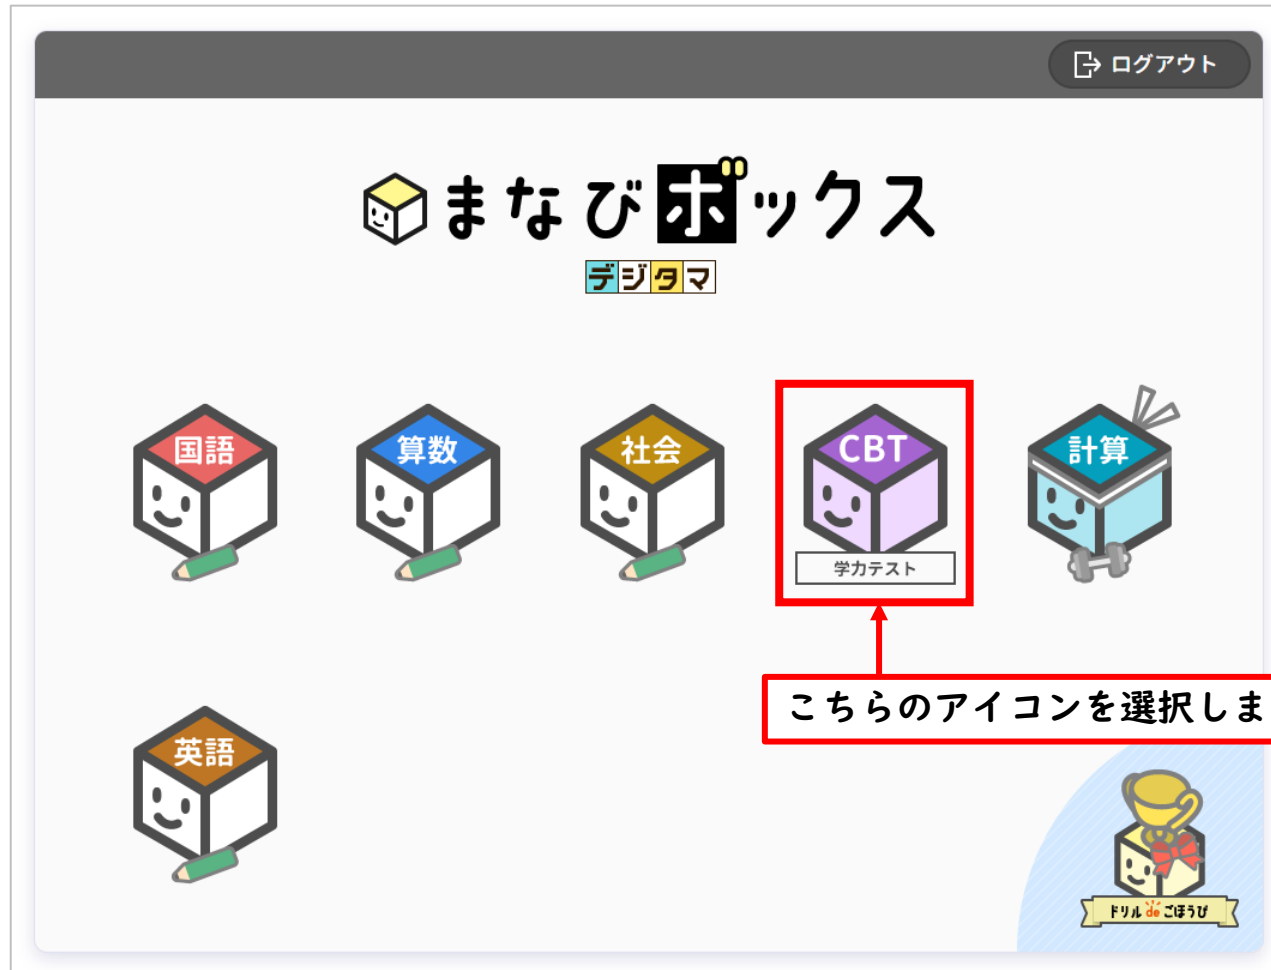 ログアウト
まなびボックス
デジタマ
国語
算数
社会
CBT
計算
学力テスト
こちらのアイコンを選択しま
英語
ドリル de ごほうび